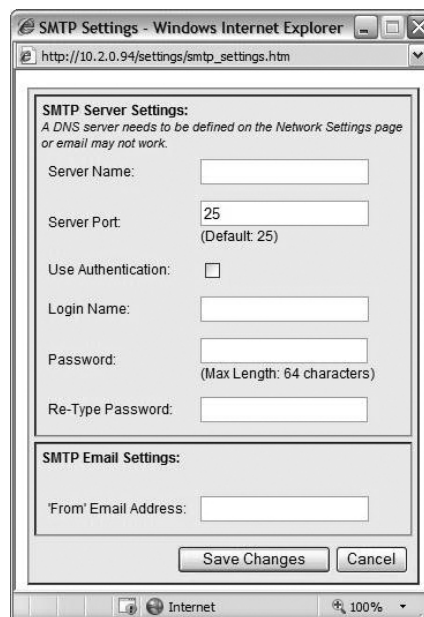 SMTP Settings - Windows Internet Explorer
http://10.2.0.94/settings/smtp_settings.htm
SMTP Server Settings:
A DNS server needs to be defined on the Network Settings page
or email may not work.
Server Name:
Server Port:
25
(Default: 25)
Use Authentication:
Login Name:
Password:
(Max Length: 64 characters)
Re-Type Password:
SMTP Email Settings:
'From' Email Address:
Save Changes
Cancel
Internet
100%